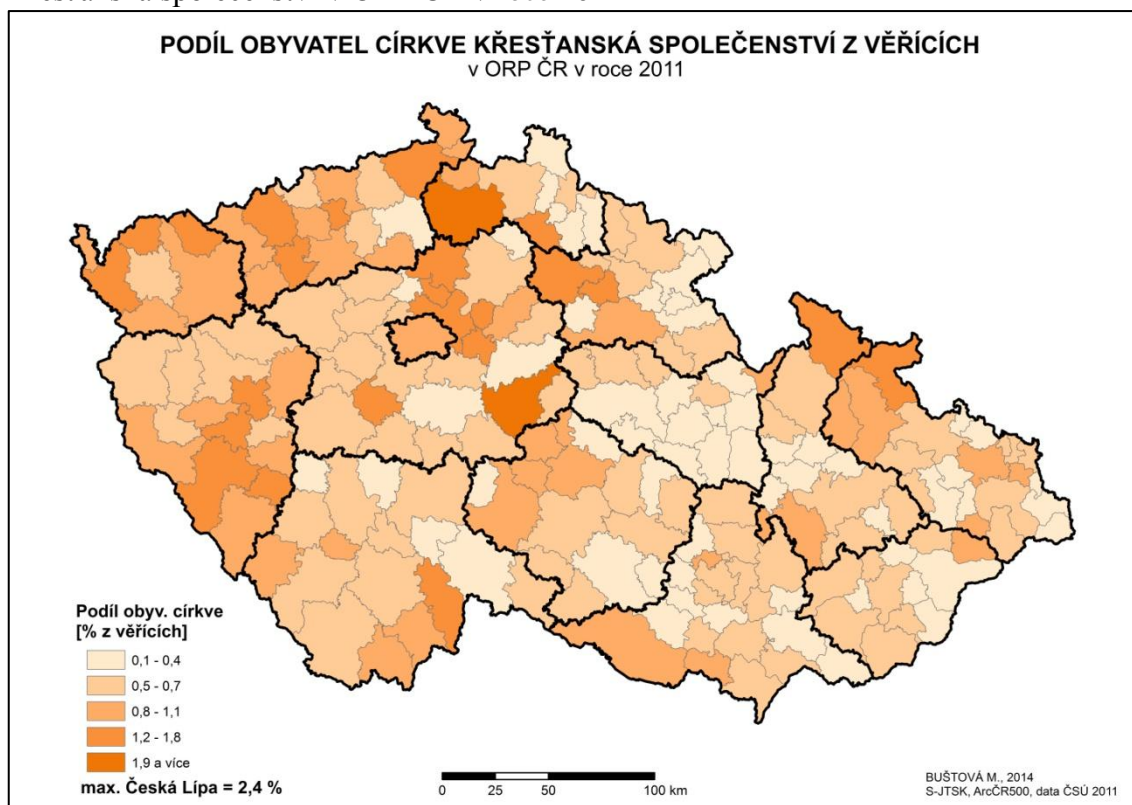 PODÍL OBYVATEL CÍRKVE KŘESŤANSKÁ SPOLEČENSTVÍ Z VĚŘÍCÍCH
v ORP ČR v roce 2011
Podíl obyv. církve
[% z věřících]
0,1 - 0,4
0,5 - 0,7
0,8 - 1,1
1,2 - 1,8
1,9 a více
max. Česká Lípa = 2,4 %
0 25 50 100 km
BUŠTOVÁ M., 2014
S-JTSK, ArcČR500, data ČSÚ 2011